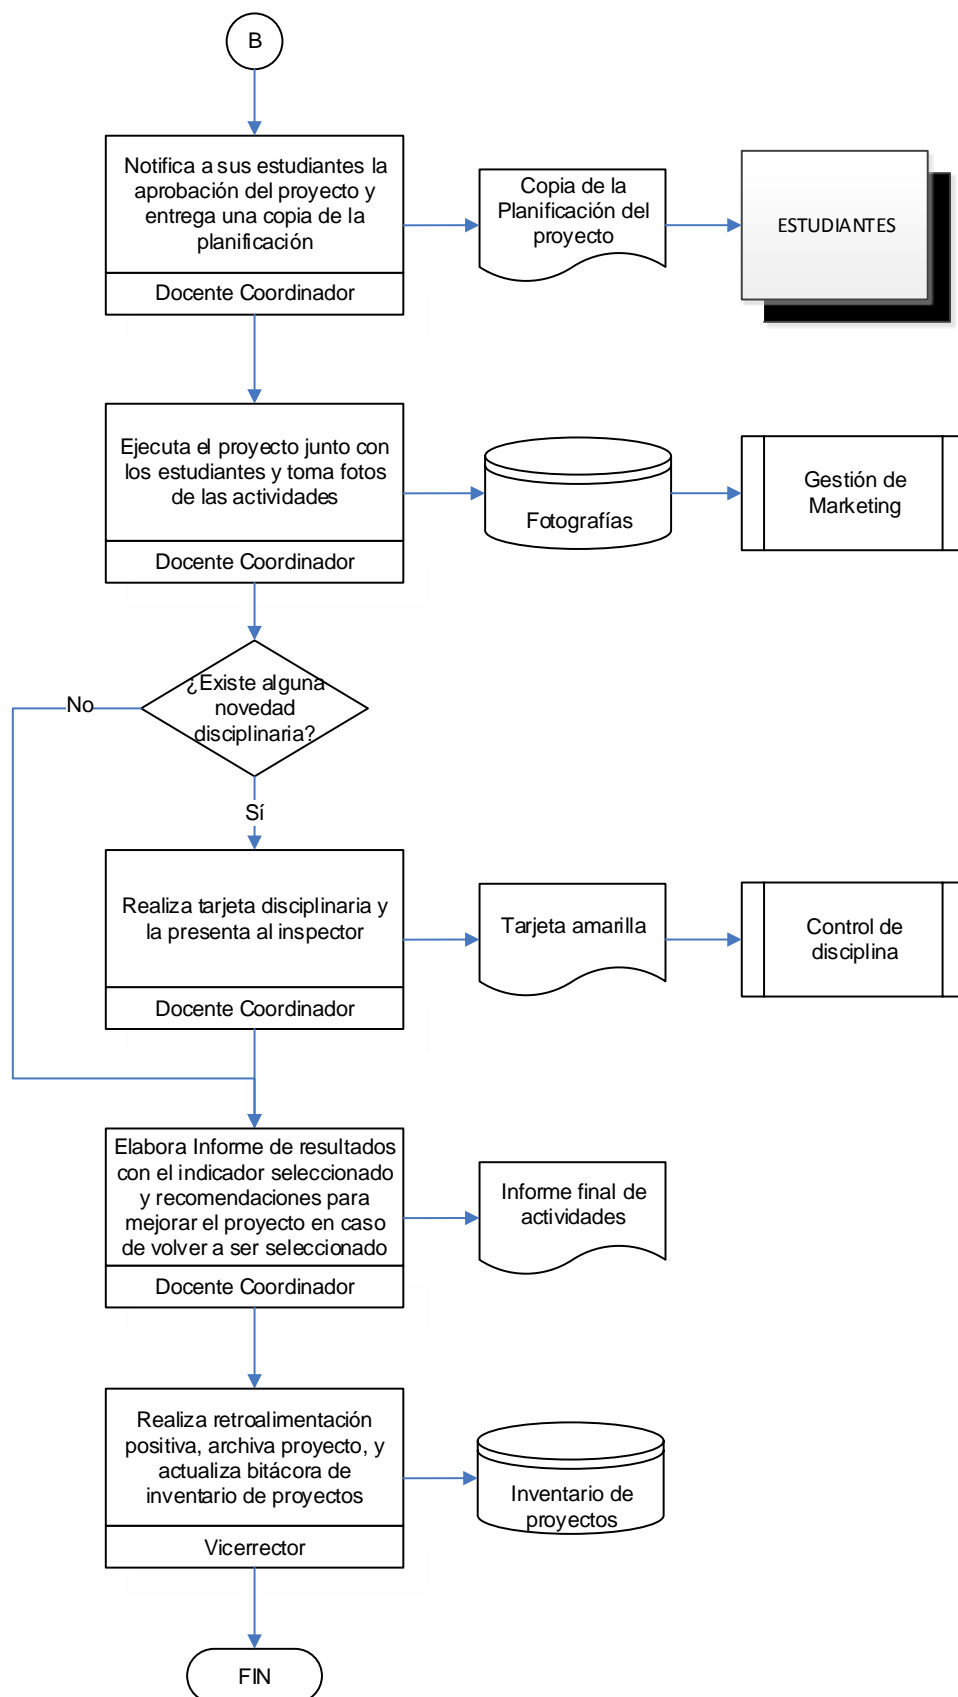 B
Notifica a sus estudiantes la
aprobación del proyecto y
entrega una copia de la
planificación
Docente Coordinador
Copia de la
Planificación del
proyecto
ESTUDIANTES
Ejecuta el proyecto junto con
los estudiantes y toma fotos
de las actividades
Docente Coordinador
Fotografías
Gestión de
Marketing
¿Existe alguna
novedad
disciplinaria?
No
Sí
Realiza tarjeta disciplinaria y
la presenta al inspector
Docente Coordinador
Tarjeta amarilla
Control de
disciplina
Elabora Informe de resultados
con el indicador seleccionado
y recomendaciones para
mejorar el proyecto en caso
de volver a ser seleccionado
Docente Coordinador
Informe final de
actividades
Realiza retroalimentación
positiva, archiva proyecto, y
actualiza bitácora de
inventario de proyectos
Vicerrector
Inventario de
proyectos
FIN